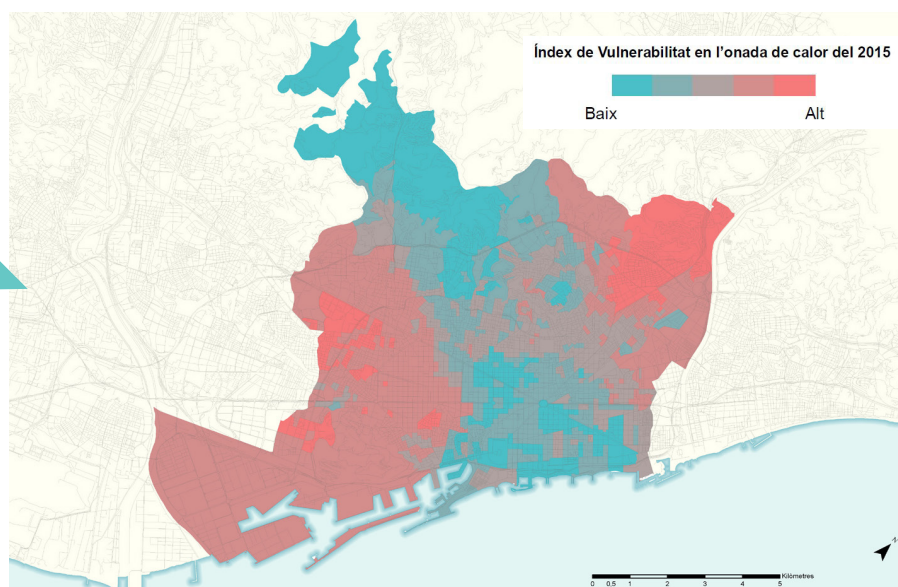 Índex de Vulnerabilitat en l'onada de calor del 2015
Baix Alt
Kilòmetres
0 0,5 1 2 3 4 5
N